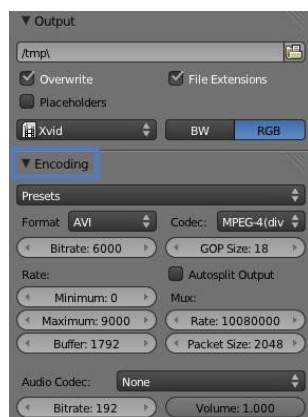 Output
/tmp\
Overwrite File Extensions
Placeholders
Xvid BW RGB
Encoding
Presets
Format AVI Codec: MPEG-4(div
Bitrate: 6000 GOP Size: 18
Rate: Autosplit Output
Minimum: 0 Mux:
Maximum: 9000 Rate: 10080000
Buffer: 1792 Packet Size: 2048
Audio Codec: None
Bitrate: 192 Volume: 1.000